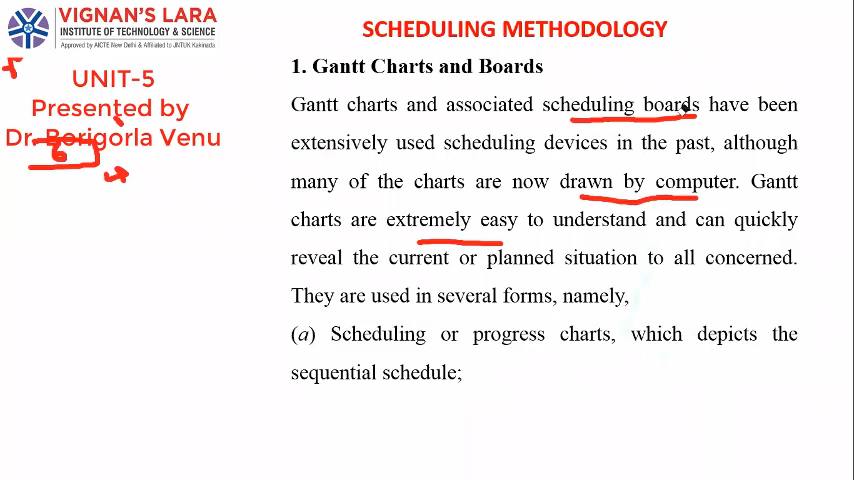 VIGNAN'S LARA
INSTITUTE OF TECHNOLOGY & SCIENCE
Approved by AICTE New Delhi & Affiliated to JNTUK Kakinada
SCHEDULING METHODOLOGY
UNIT-5
Presented by
Dr. Borigorla Venu
6
1. Gantt Charts and Boards
Gantt charts and associated scheduling boards have been
extensively used scheduling devices in the past, although
many of the charts are now drawn by computer. Gantt
charts are extremely easy to understand and can quickly
reveal the current or planned situation to all concerned.
They are used in several forms, namely,
(a) Scheduling or progress charts, which depicts the
sequential schedule;